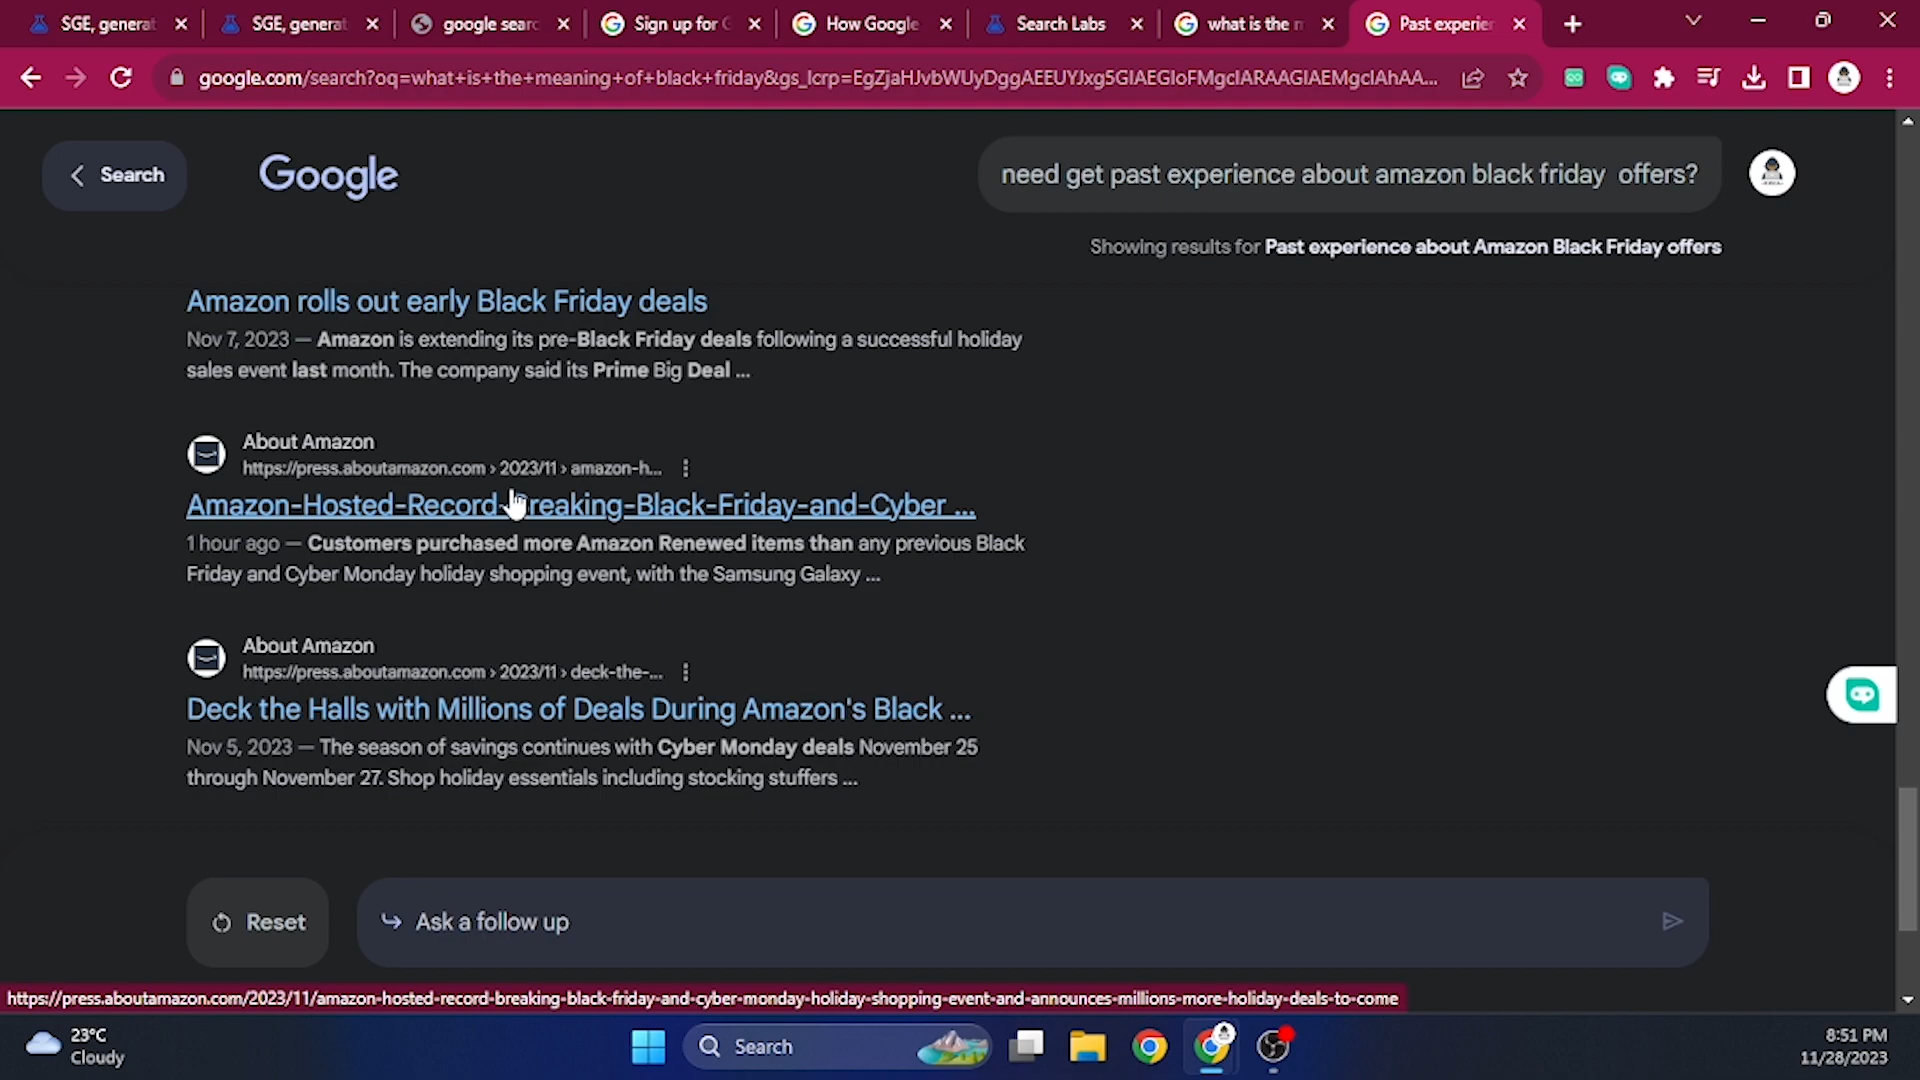 SGE, generat
SGE, generat
google sear
Sign up for G
How Google
Search Labs
what is the m
Past experier
google.com/search?oq=what+is+the+meaning+of+black+friday&gs_lcrp=EgZjaHJvbWUyDggAEEUYJxg5GIAEGIoFMgcIARAAGIAEMgcIAhAA...
Search
Google
need get past experience about amazon black friday offers?
Showing results for Past experience about Amazon Black Friday offers
Amazon rolls out early Black Friday deals
Nov 7, 2023 — Amazon is extending its pre-Black Friday deals following a successful holiday
sales event last month. The company said its Prime Big Deal ...
About Amazon
https://press.aboutamazon.com › 2023/11 › amazon-h...
Amazon-Hosted-Record-Breaking-Black-Friday-and-Cyber ...
1 hour ago — Customers purchased more Amazon Renewed items than any previous Black
Friday and Cyber Monday holiday shopping event, with the Samsung Galaxy ...
About Amazon
https://press.aboutamazon.com › 2023/11 › deck-the-...
Deck the Halls with Millions of Deals During Amazon's Black ...
Nov 5, 2023 — The season of savings continues with Cyber Monday deals November 25
through November 27. Shop holiday essentials including stocking stuffers ...
Reset
Ask a follow up
https://press.aboutamazon.com/2023/11/amazon-hosted-record-breaking-black-friday-and-cyber-monday-holiday-shopping-event-and-announces-millions-more-holiday-deals-to-come
23°C
Cloudy
Search
8:51 PM
11/28/2023